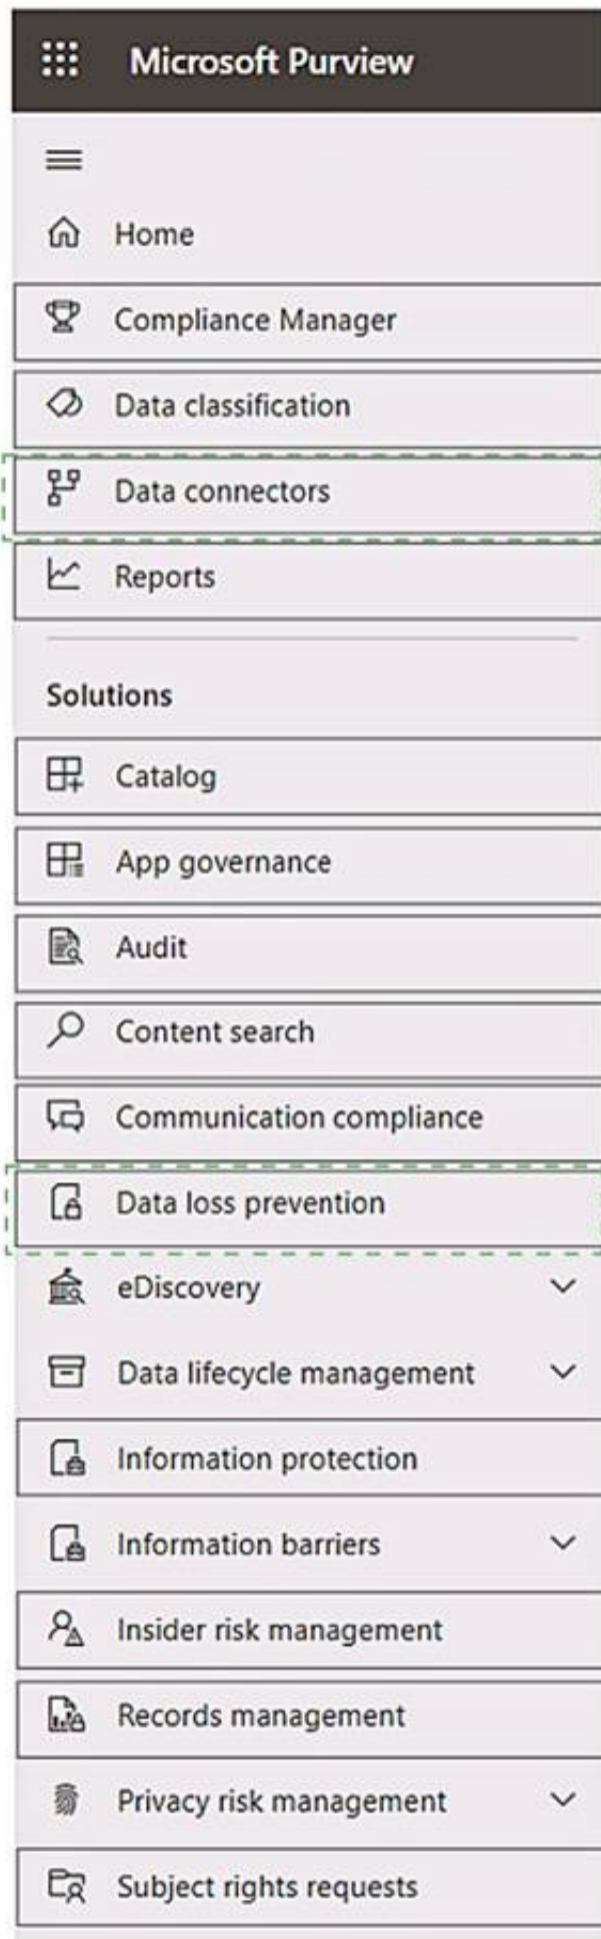 Microsoft Purview
Home
Compliance Manager
Data classification
Data connectors
Reports
Solutions
Catalog
App governance
Audit
Content search
Communication compliance
Data loss prevention
eDiscovery
Data lifecycle management
Information protection
Information barriers
Insider risk management
Records management
Privacy risk management
Subject rights requests